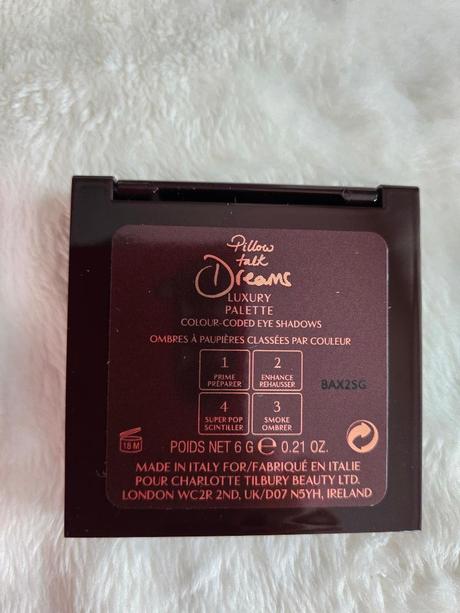 Pillow
talk
Dreams
LUXURY
PALETTE
COLOUR-CODED EYE SHADOWS
OMBRES À PAUPIÈRES CLASSÉES PAR COULEUR
1 2
PRIME ENHANCE
PRÉPARER REHAUSSER
8AX2SG
4 3
SUPER POP SMOKE
SCINTILLER OMBRER
18 M
POIDS NET 6 G e 0.21 OZ.
MADE IN ITALY FOR/FABRIQUÉ EN ITALIE
POUR CHARLOTTE TILBURY BEAUTY LTD.
LONDON WC2R 2ND, UK/D07 N5YH, IRELAND